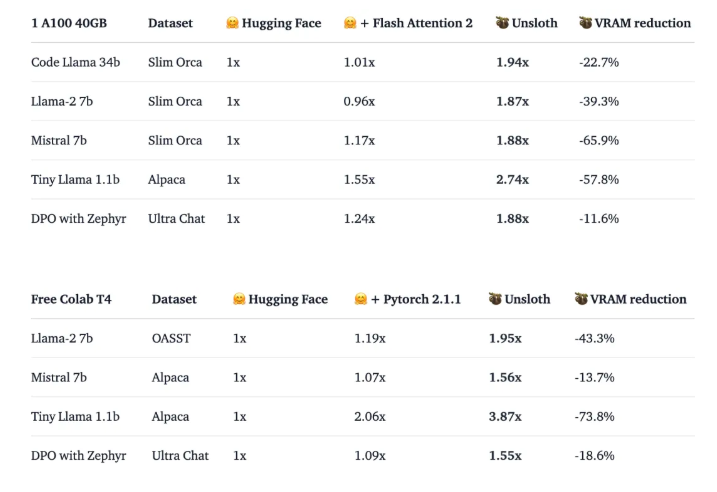 1 A100 40GB Dataset 🤗 Hugging Face 🤗 + Flash Attention 2 🦥 Unsloth 🦥 VRAM reduction
Code Llama 34b Slim Orca 1x 1.01x 1.94x -22.7%
Llama-2 7b Slim Orca 1x 0.96x 1.87x -39.3%
Mistral 7b Slim Orca 1x 1.17x 1.88x -65.9%
Tiny Llama 1.1b Alpaca 1x 1.55x 2.74x -57.8%
DPO with Zephyr Ultra Chat 1x 1.24x 1.88x -11.6%
Free Colab T4 Dataset 🤗 Hugging Face 🤗 + Pytorch 2.1.1 🦥 Unsloth 🦥 VRAM reduction
Llama-2 7b OASST 1x 1.19x 1.95x -43.3%
Mistral 7b Alpaca 1x 1.07x 1.56x -13.7%
Tiny Llama 1.1b Alpaca 1x 2.06x 3.87x -73.8%
DPO with Zephyr Ultra Chat 1x 1.09x 1.55x -18.6%